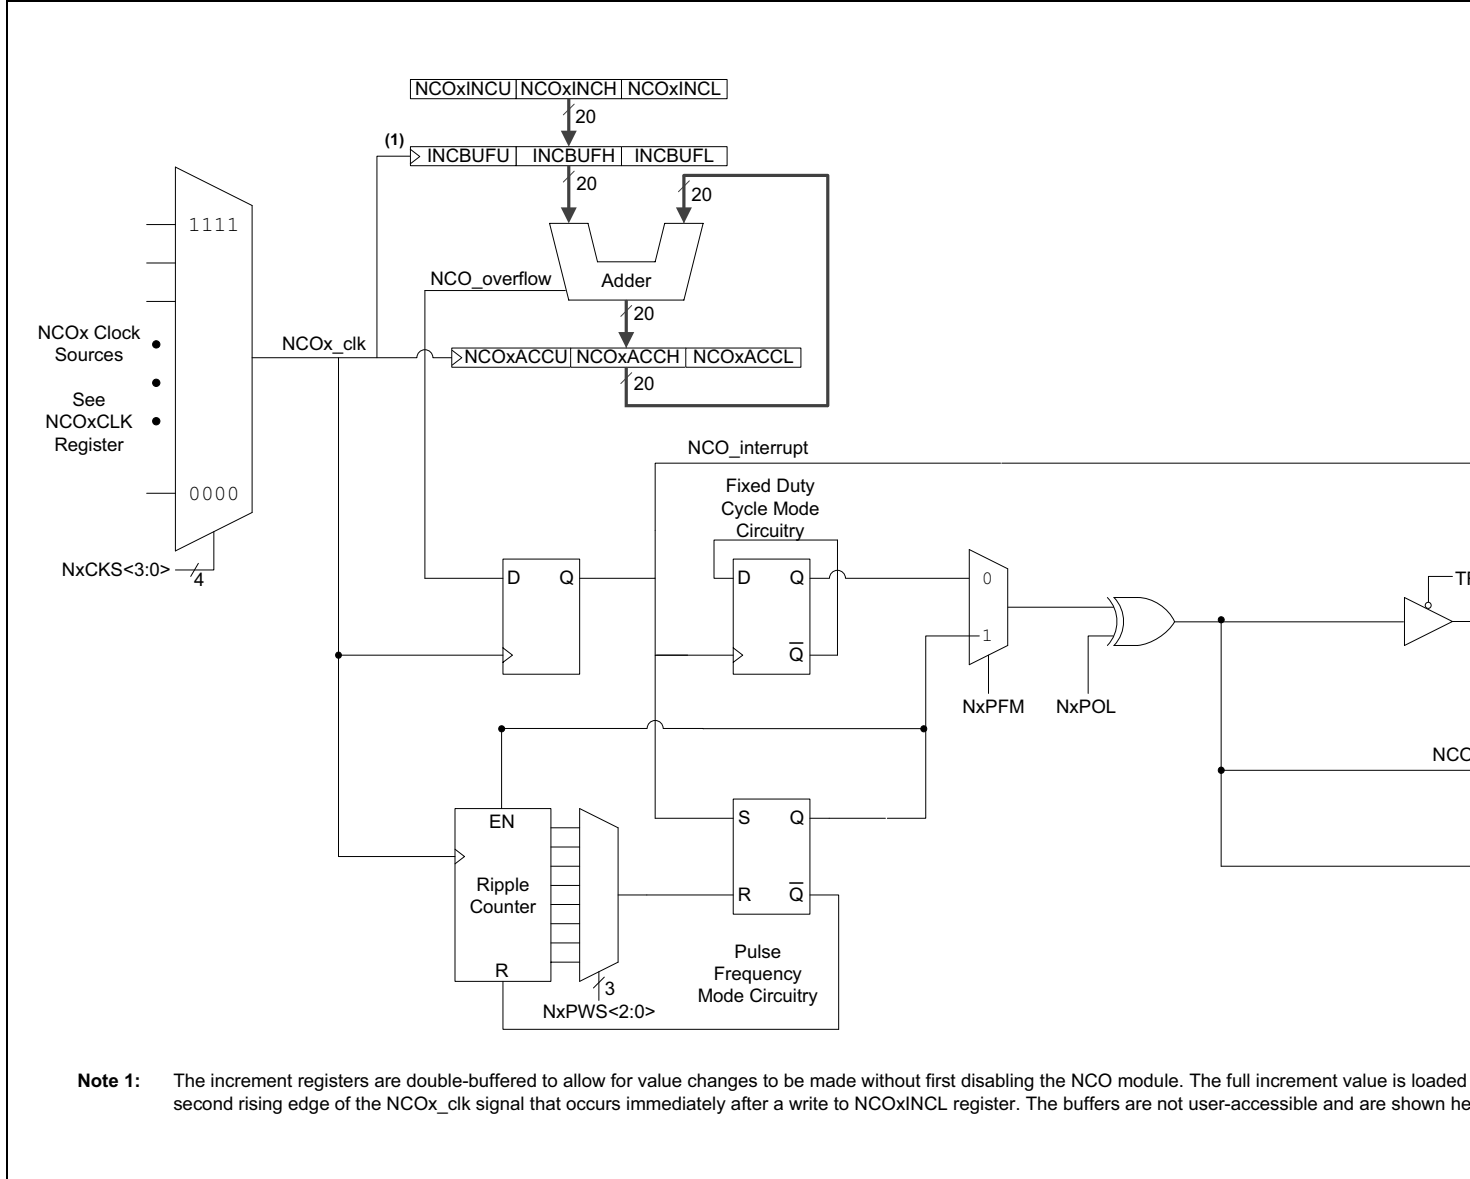 NCOxINCU NCOxINCH NCOxINCL
20
(1)
INCBUFU INCBUFH INCBUFL
20
20
1111
NCO_overflow
Adder
20
NCOx Clock
Sources
NCOx_clk
NCOxACCU NCOxACCH NCOxACCL
20
See
NCOxCLK
Register
NCO_interrupt
Fixed Duty
Cycle Mode
Circuitry
0000
NxCKS<3:0>
4
D Q
D Q
Q
0
1
NxPFM
NxPOL
EN
Ripple
Counter
R
S Q
R Q
3
NxPWS<2:0>
Pulse
Frequency
Mode Circuitry
Note 1: The increment registers are double-buffered to allow for value changes to be made without first disabling the NCO module. The full increment value is loaded
second rising edge of the NCOx_clk signal that occurs immediately after a write to NCOxINCL register. The buffers are not user-accessible and are shown